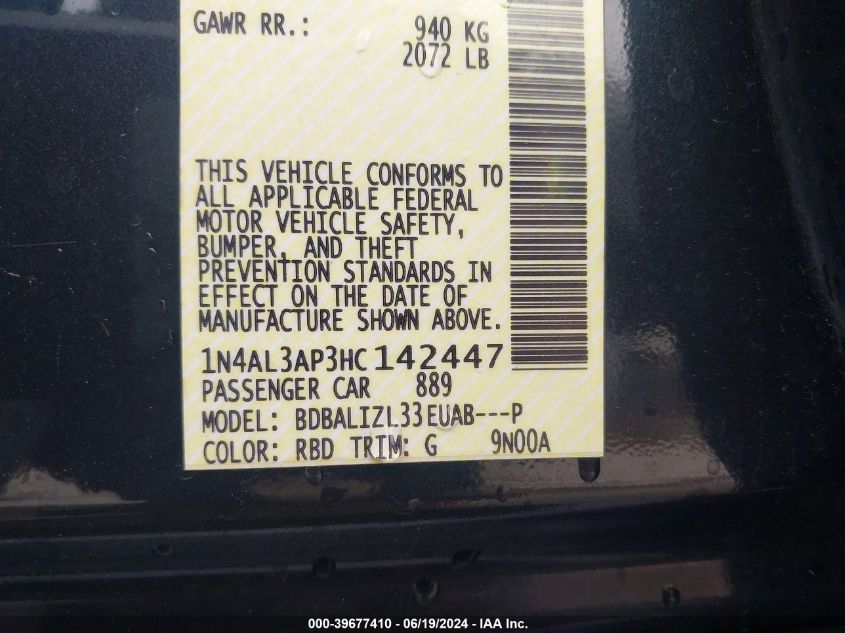 GAWR RR.: 940 KG
2072 LB
THIS VEHICLE CONFORMS TO
ALL APPLICABLE FEDERAL
MOTOR VEHICLE SAFETY,
BUMPER, AND THEFT
PREVENTION STANDARDS IN
EFFECT ON THE DATE OF
MANUFACTURE SHOWN ABOVE.
1N4AL3AP3HC142447
PASSENGER CAR 889
MODEL: BDBALIZL33EUAB---P
COLOR: RBD TRIM: G 9N00A
000-39677410 - 06/19/2024 - IAA Inc.